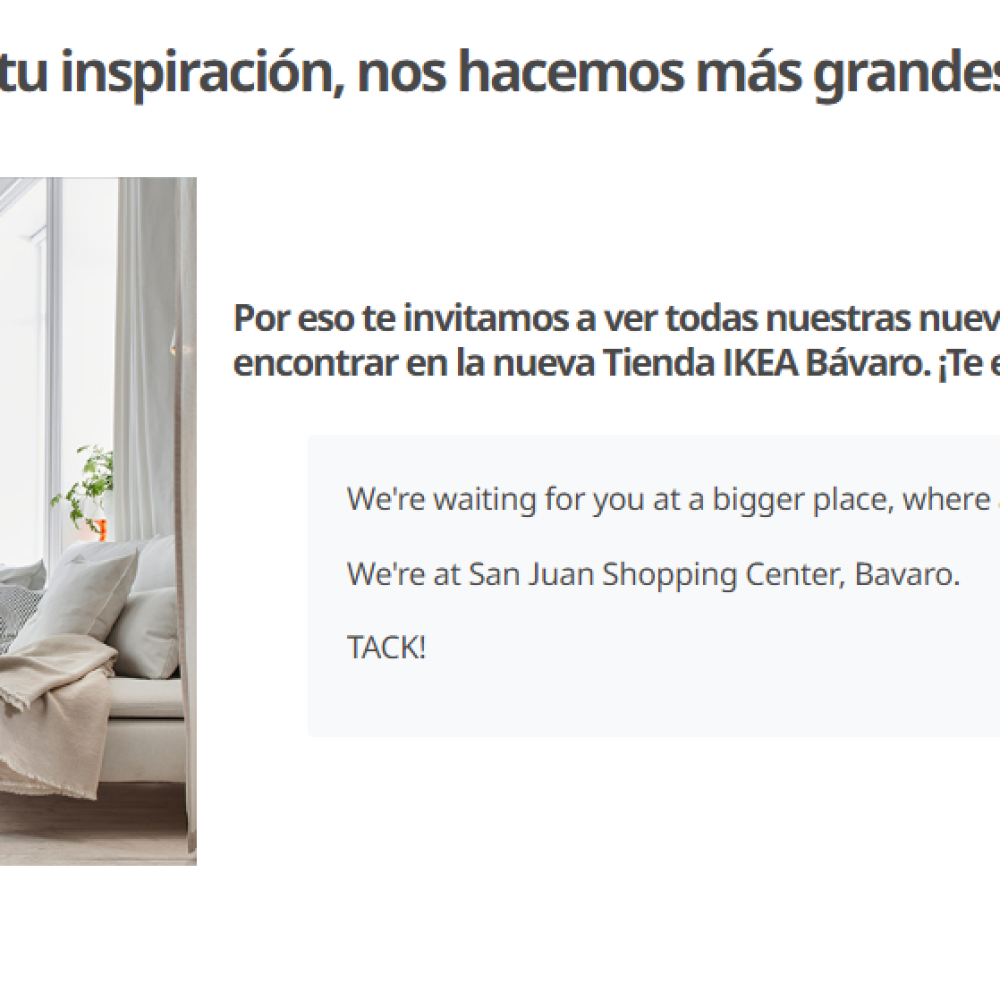 tu inspiración, nos hacemos más grandes
Por eso te invitamos a ver todas nuestras
encontrar en la nueva Tienda IKEA Bávaro. ¡Te
We're waiting for you at a bigger place, where
We're at San Juan Shopping Center, Bavaro.
TACK!